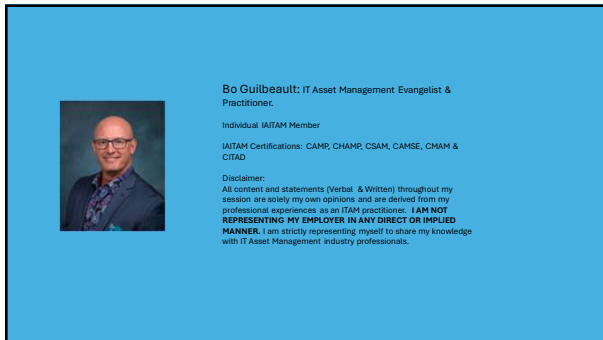 Bo Guilbeault: IT Asset Management Evangelist &
Practitioner.
Individual IAITAM Member
IAITAM Certifications: CAMP, CHAMP, CSAM, CAMSE, CMAM &
CITAD
Disclaimer:
All content and statements (Verbal & Written) throughout my
session are solely my own opinions and are derived from my
professional experiences as an ITAM practitioner. I AM NOT
REPRESENTING MY EMPLOYER IN ANY DIRECT OR IMPLIED
MANNER. I am strictly representing myself to share my knowledge
with IT Asset Management industry professionals.